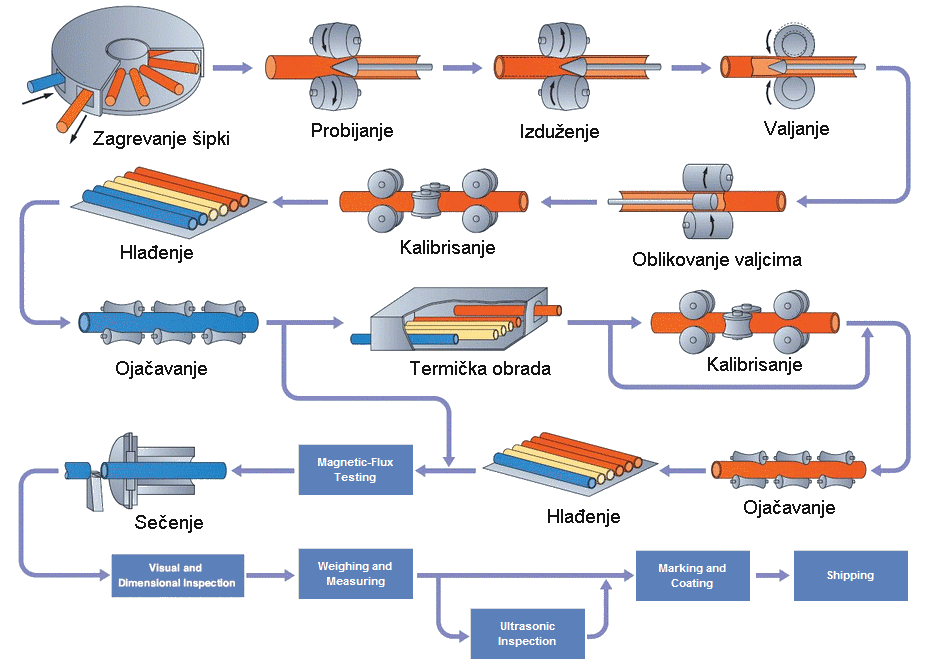 Zagrevanje šipki
Probijanje
Izduženje
Valjanje
Oblikovanje valjcima
Kalibrisanje
Hlađenje
Ojačavanje
Termička obrada
Kalibrisanje
Ojačavanje
Hlađenje
Magnetic-Flux
Testing
Sečenje
Visual and
Dimensional Inspection
Weighing and
Measuring
Ultrasonic
Inspection
Marking and
Coating
Shipping